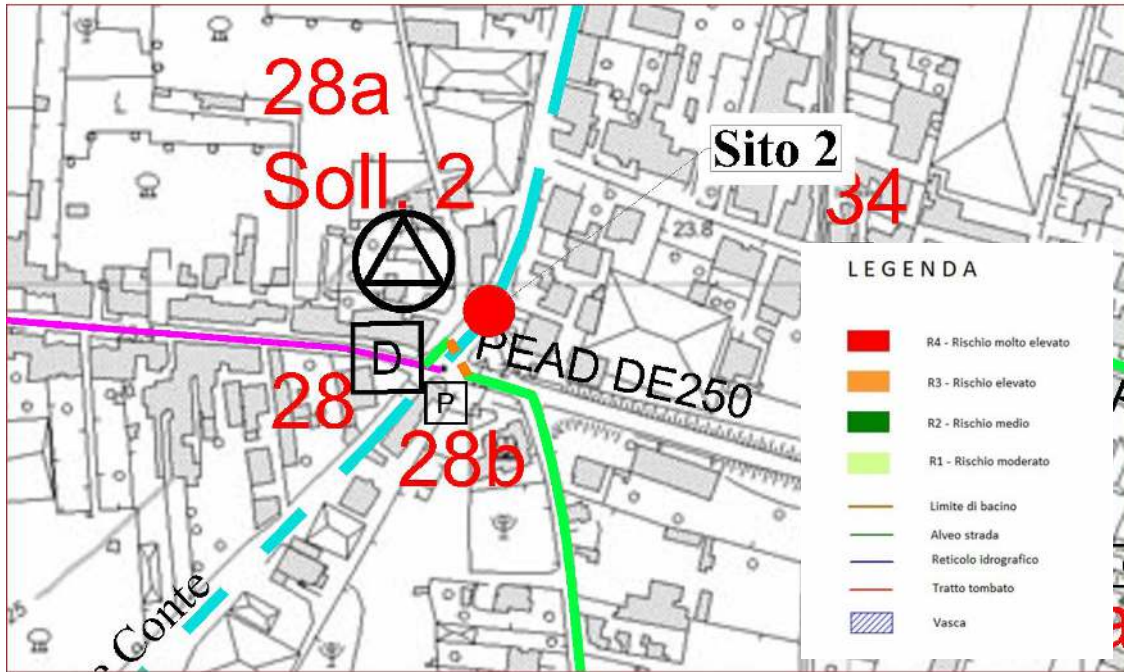 28a
Soll. 2
Sito 2
34
23.8
D
PEAD DE250
28
P
28b
Conte
25
LEGENDA
R4 - Rischio molto elevato
R3 - Rischio elevato
R2 - Rischio medio
R1 - Rischio moderato
Limite di bacino
Alveo strada
Reticolo idrografico
Tratto tombato
Vasca